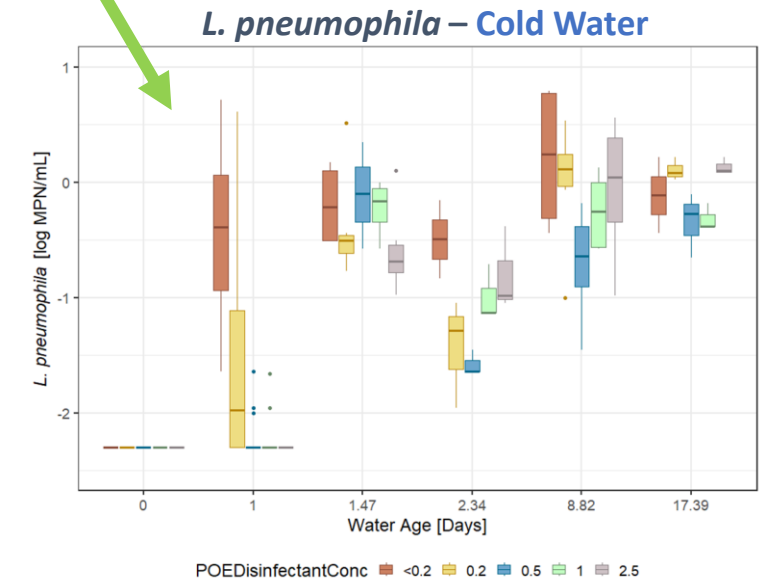 L. pneumophila – Cold Water
L. pneumophila [log MPN/mL]
1
0
-1
-2
0 1 1.47 2.34 8.82 17.39
Water Age [Days]
POEDisinfectantConc <0.2 0.2 0.5 1 2.5